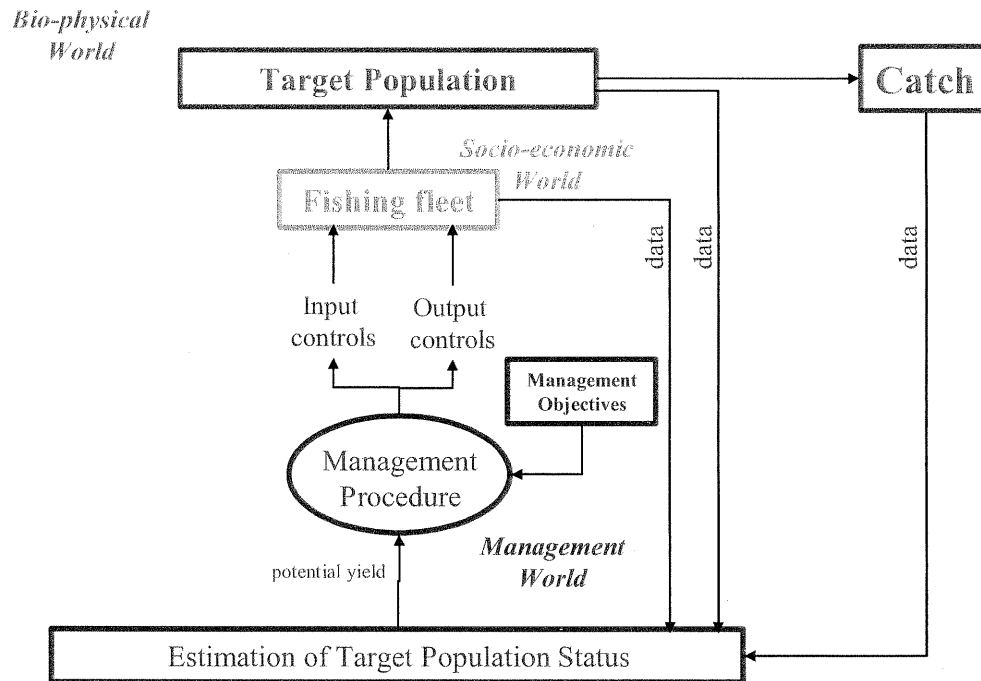 Bio-physical
World
Target Population
Catch
Socio-economic
World
Fishing fleet
data
data
data
Input
controls
Output
controls
Management
Objectives
Management
Procedure
Management
World
potential yield
Estimation of Target Population Status